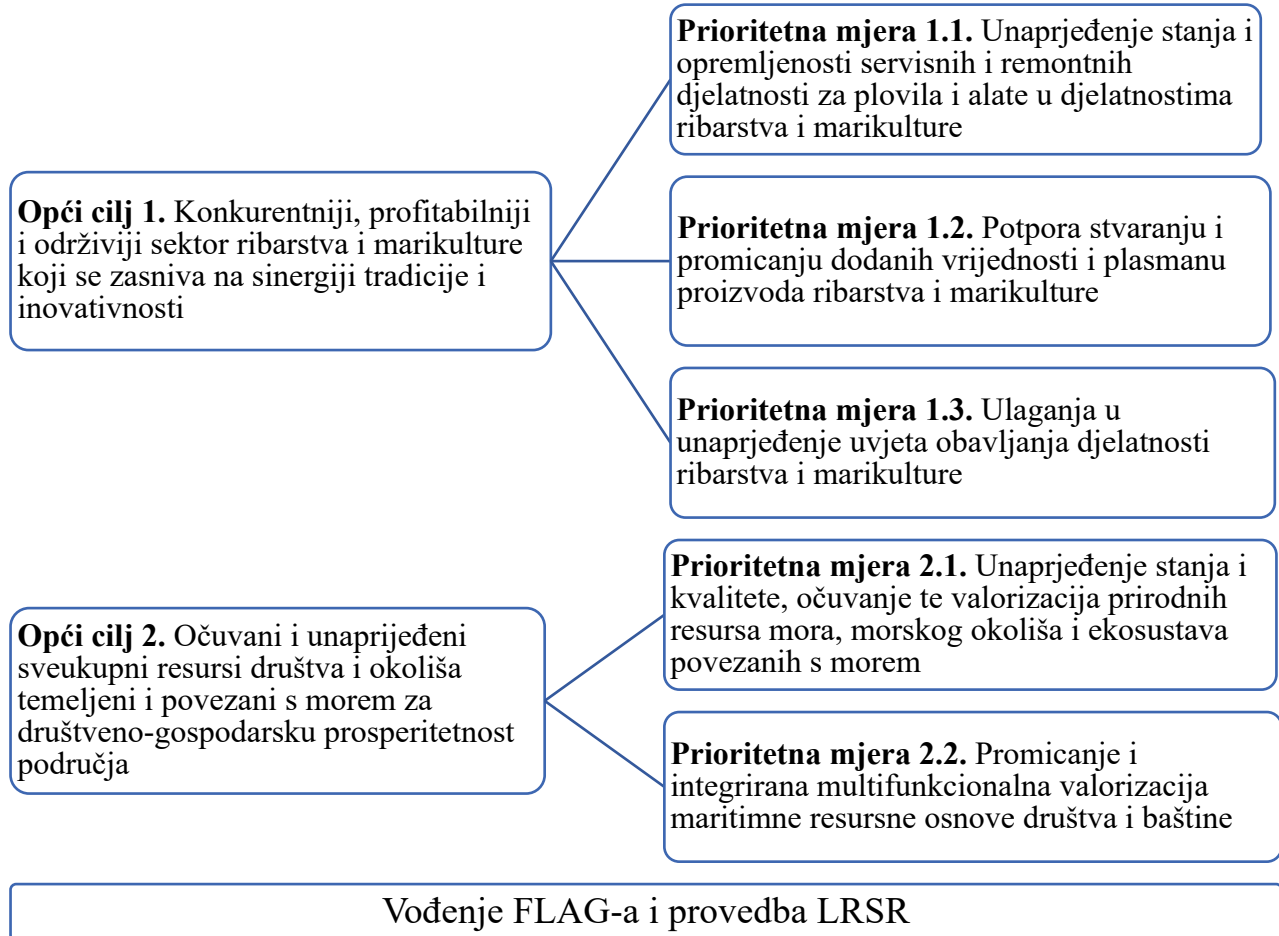 Opći cilj 1. Konkurentniji, profitabilniji
i održiviji sektor ribarstva i marikulture
koji se zasniva na sinergiji tradicije i
inovativnosti
Prioritetna mjera 1.1. Unaprjeđenje stanja i
opremljenosti servisnih i remontnih
djelatnosti za plovila i alate u djelatnostima
ribarstva i marikulture
Prioritetna mjera 1.2. Potpora stvaranju i
promicanju dodanih vrijednosti i plasmanu
proizvoda ribarstva i marikulture
Prioritetna mjera 1.3. Ulaganja u
unaprjeđenje uvjeta obavljanja djelatnosti
ribarstva i marikulture
Opći cilj 2. Očuvani i unaprijeđeni
sveukupni resursi društva i okoliša
temeljeni i povezani s morem za
društveno-gospodarsku prosperitetnost
područja
Prioritetna mjera 2.1. Unaprjeđenje stanja i
kvalitete, očuvanje te valorizacija prirodnih
resursa mora, morskog okoliša i ekosustava
povezanih s morem
Prioritetna mjera 2.2. Promicanje i
integrirana multifunkcionalna valorizacija
maritimne resursne osnove društva i baštine
Vođenje FLAG-a i provedba LRSR